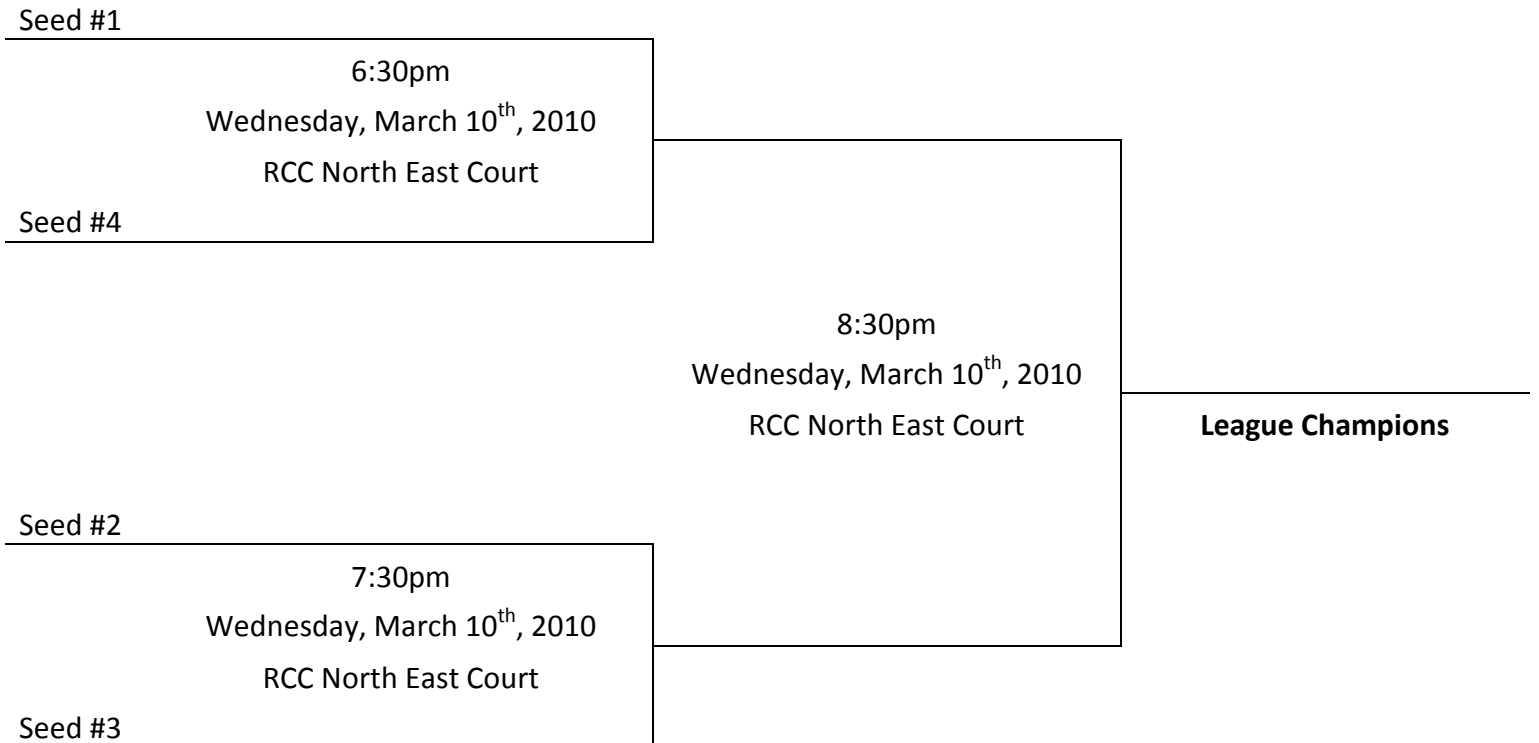 Seed #1
6:30pm
Wednesday, March 10th, 2010
RCC North East Court
Seed #4
8:30pm
Wednesday, March 10th, 2010
RCC North East Court
League Champions
Seed #2
7:30pm
Wednesday, March 10th, 2010
RCC North East Court
Seed #3